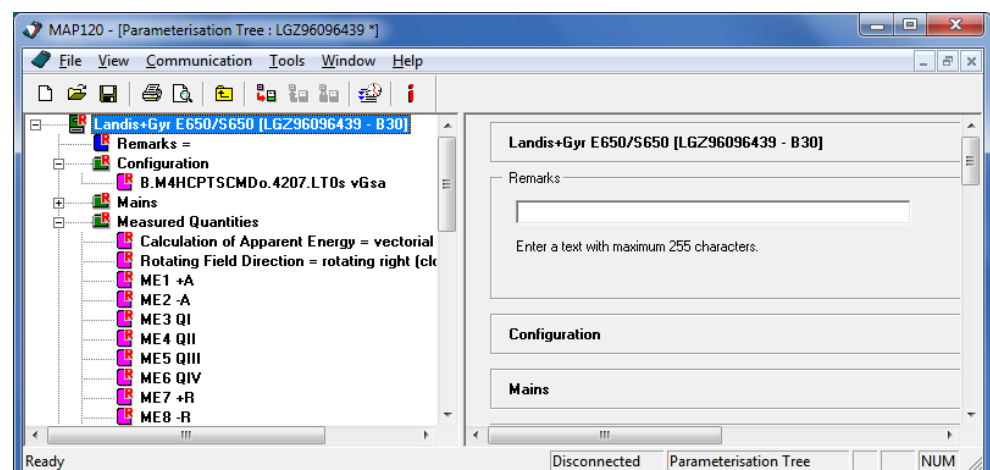 MAP120 - [Parameterisation Tree : LGZ96096439 *]
File View Communication Tools Window Help
Landis+Gyr E650/S650 [LGZ96096439 - B30]
Remarks =
Configuration
B.M4HCPTSCMDo.4207.LT0s vGsa
Mains
Measured Quantities
Calculation of Apparent Energy = vectorial
Rotating Field Direction = rotating right (clo
ME1 +A
ME2 -A
ME3 QI
ME4 QII
ME5 QIII
ME6 QIV
ME7 +R
ME8 -R
Landis+Gyr E650/S650 [LGZ96096439 - B30]
Remarks
Enter a text with maximum 255 characters.
Configuration
Mains
Ready
Disconnected
Parameterisation Tree
NUM